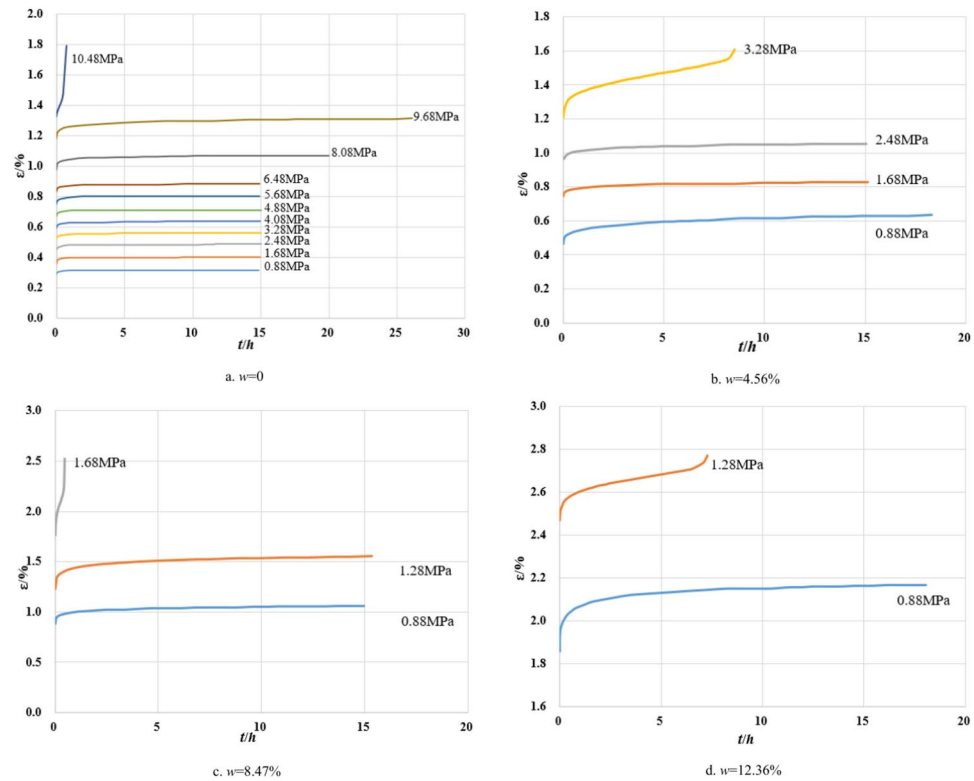 2.0
1.8
1.6
1.4
1.2
1.0
0.8
0.6
0.4
0.2
0.0
ε/%
10.48MPa
9.68MPa
8.08MPa
6.48MPa
5.68MPa
4.88MPa
4.08MPa
3.28MPa
2.48MPa
1.68MPa
0.88MPa
0 5 10 15 20 25 30
t/h
a. w=0
1.8
1.6
1.4
1.2
1.0
0.8
0.6
0.4
0.2
0.0
ε/%
3.28MPa
2.48MPa
1.68MPa
0.88MPa
0 5 10 15 20
t/h
b. w=4.56%
3.0
2.5
2.0
1.5
1.0
0.5
0.0
ε/%
1.68MPa
1.28MPa
0.88MPa
0 5 10 15 20
t/h
c. w=8.47%
3.0
2.8
2.6
2.4
2.2
2.0
1.8
1.6
ε/%
1.28MPa
0.88MPa
0 5 10 15 20
t/h
d. w=12.36%